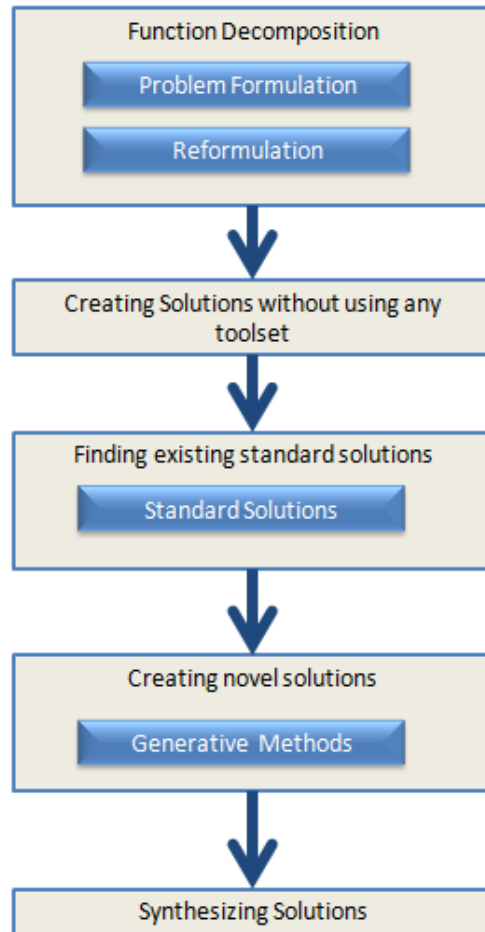 Function Decomposition
Problem Formulation
Reformulation
Creating Solutions without using any
toolset
Finding existing standard solutions
Standard Solutions
Creating novel solutions
Generative Methods
Synthesizing Solutions